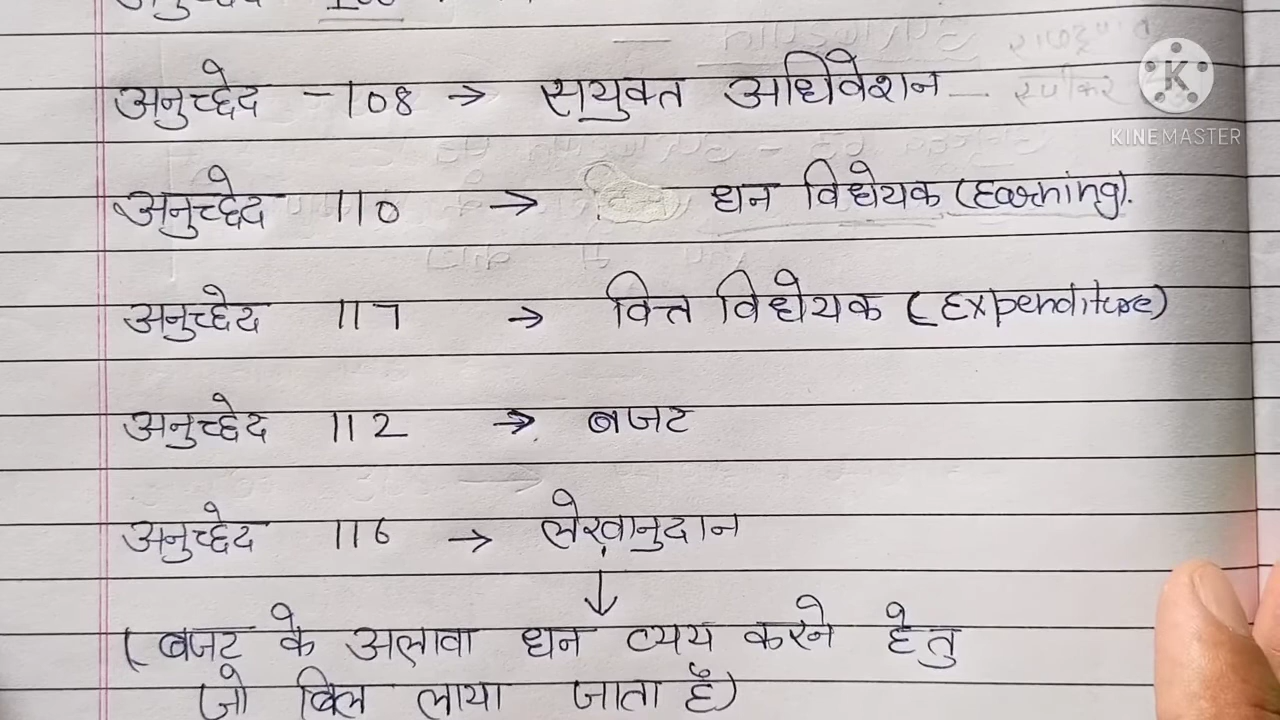 अनुच्छेद
अनुच्छेद -108 → सयुक्त अधिवेशन
अनुच्छेद 110 → धन विधेयक (Earning).
अनुच्छेद 117 → वित्त विधेयक (Expenditure)
अनुच्छेद 112 → बजट
अनुच्छेद 116 → लेखानुदान
↓
(बजट के अलावा धन व्यय करने हेतु
जो बिल लाया जाता है)
KINEMASTER